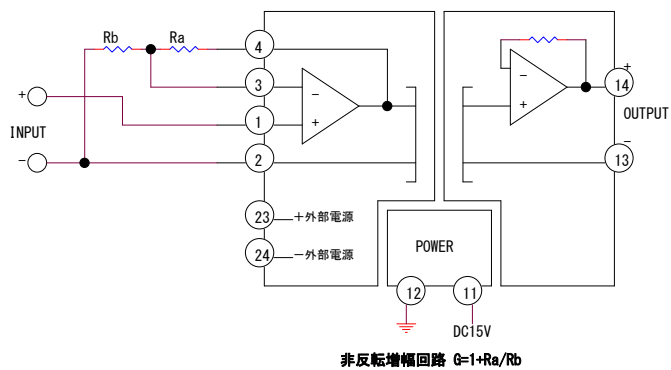 Rb Ra
4
3
1
2
+
INPUT
−
−
+
23 ＋外部電源
24 －外部電源
POWER
12 11
DC15V
−
+
+
14
OUTPUT
−
13
非反転増幅回路 G=1+Ra/Rb